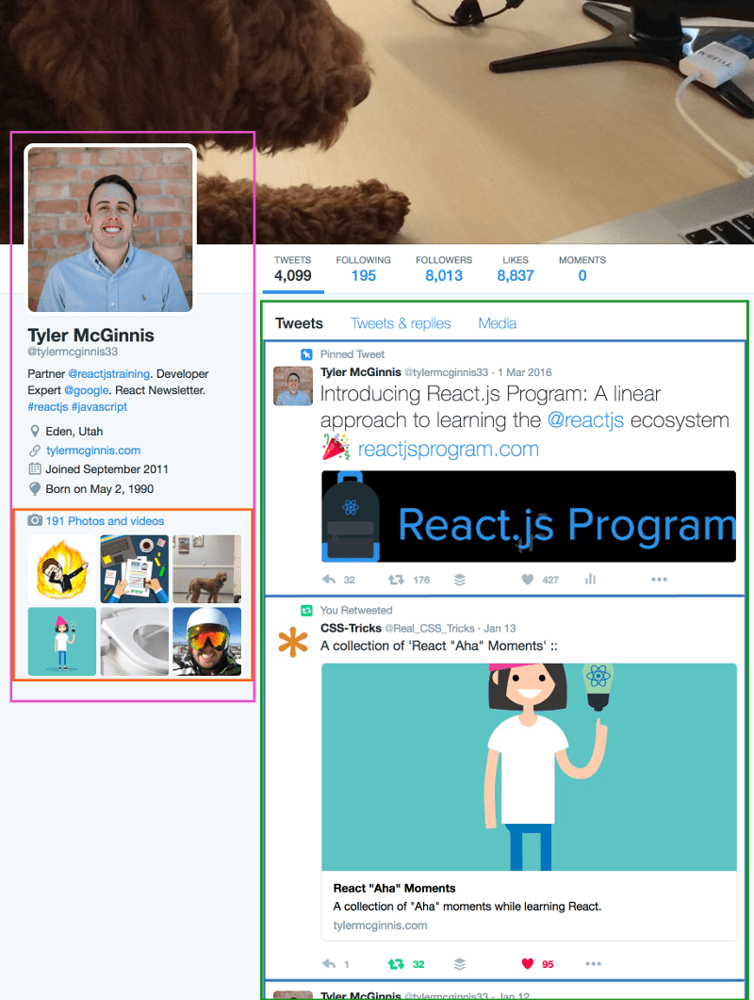 TWEETS FOLLOWING FOLLOWERS LIKES MOMENTS
4,099 195 8,013 8,837 0
Tyler McGinnis
@tylermcginnis33
Partner @reactjstraining. Developer
Expert @google. React Newsletter.
#reactjs #javascript
Eden, Utah
tylermcginnis.com
Joined September 2011
Born on May 2, 1990
191 Photos and videos
Tweets Tweets & replies Media
Pinned Tweet
Tyler McGinnis @tylermcginnis33 · 1 Mar 2016
Introducing React.js Program: A linear
approach to learning the @reactjs ecosystem
🎉 reactjsprogram.com
React.js Program
32 176 427
You Retweeted
CSS-Tricks @Real_CSS_Tricks · Jan 13
A collection of 'React "Aha" Moments' ::
React "Aha" Moments
A collection of "Aha" moments while learning React.
tylermcginnis.com
1 32 95
Tyler McGinnis @tylermcginnis33 · Jan 12